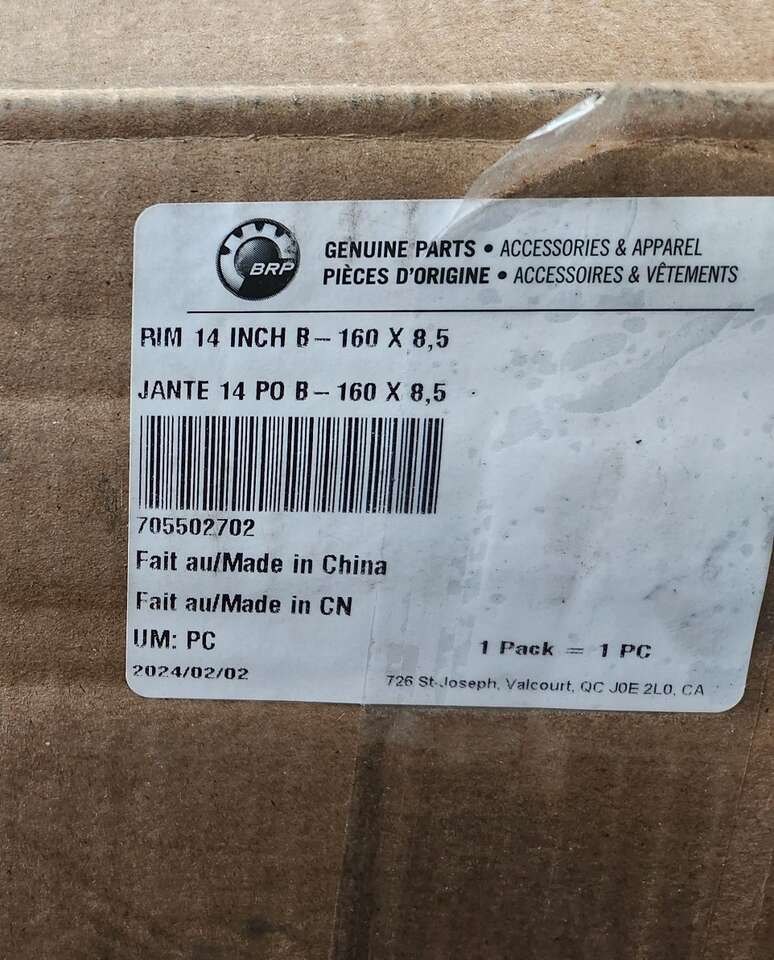 BRP
GENUINE PARTS • ACCESSORIES & APPAREL
PIÈCES D'ORIGINE • ACCESSOIRES & VÊTEMENTS
RIM 14 INCH B- 160 X 8,5
JANTE 14 PO B- 160 X 8,5
705502702
Fait au/Made in China
Fait au/Made in CN
UM: PC
1 Pack = 1 PC
2024/02/02
726 St-Joseph, Valcourt, QC J0E 2L0, CA